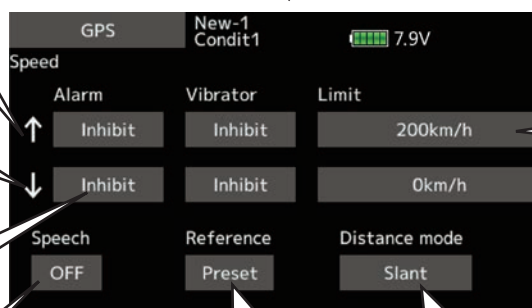 GPS
New-1
Condit1
7.9V
Speed
Alarm Vibrator Limit
↑ Inhibit Inhibit 200km/h
↓ Inhibit Inhibit 0km/h
Speech Reference Distance mode
OFF Preset Slant